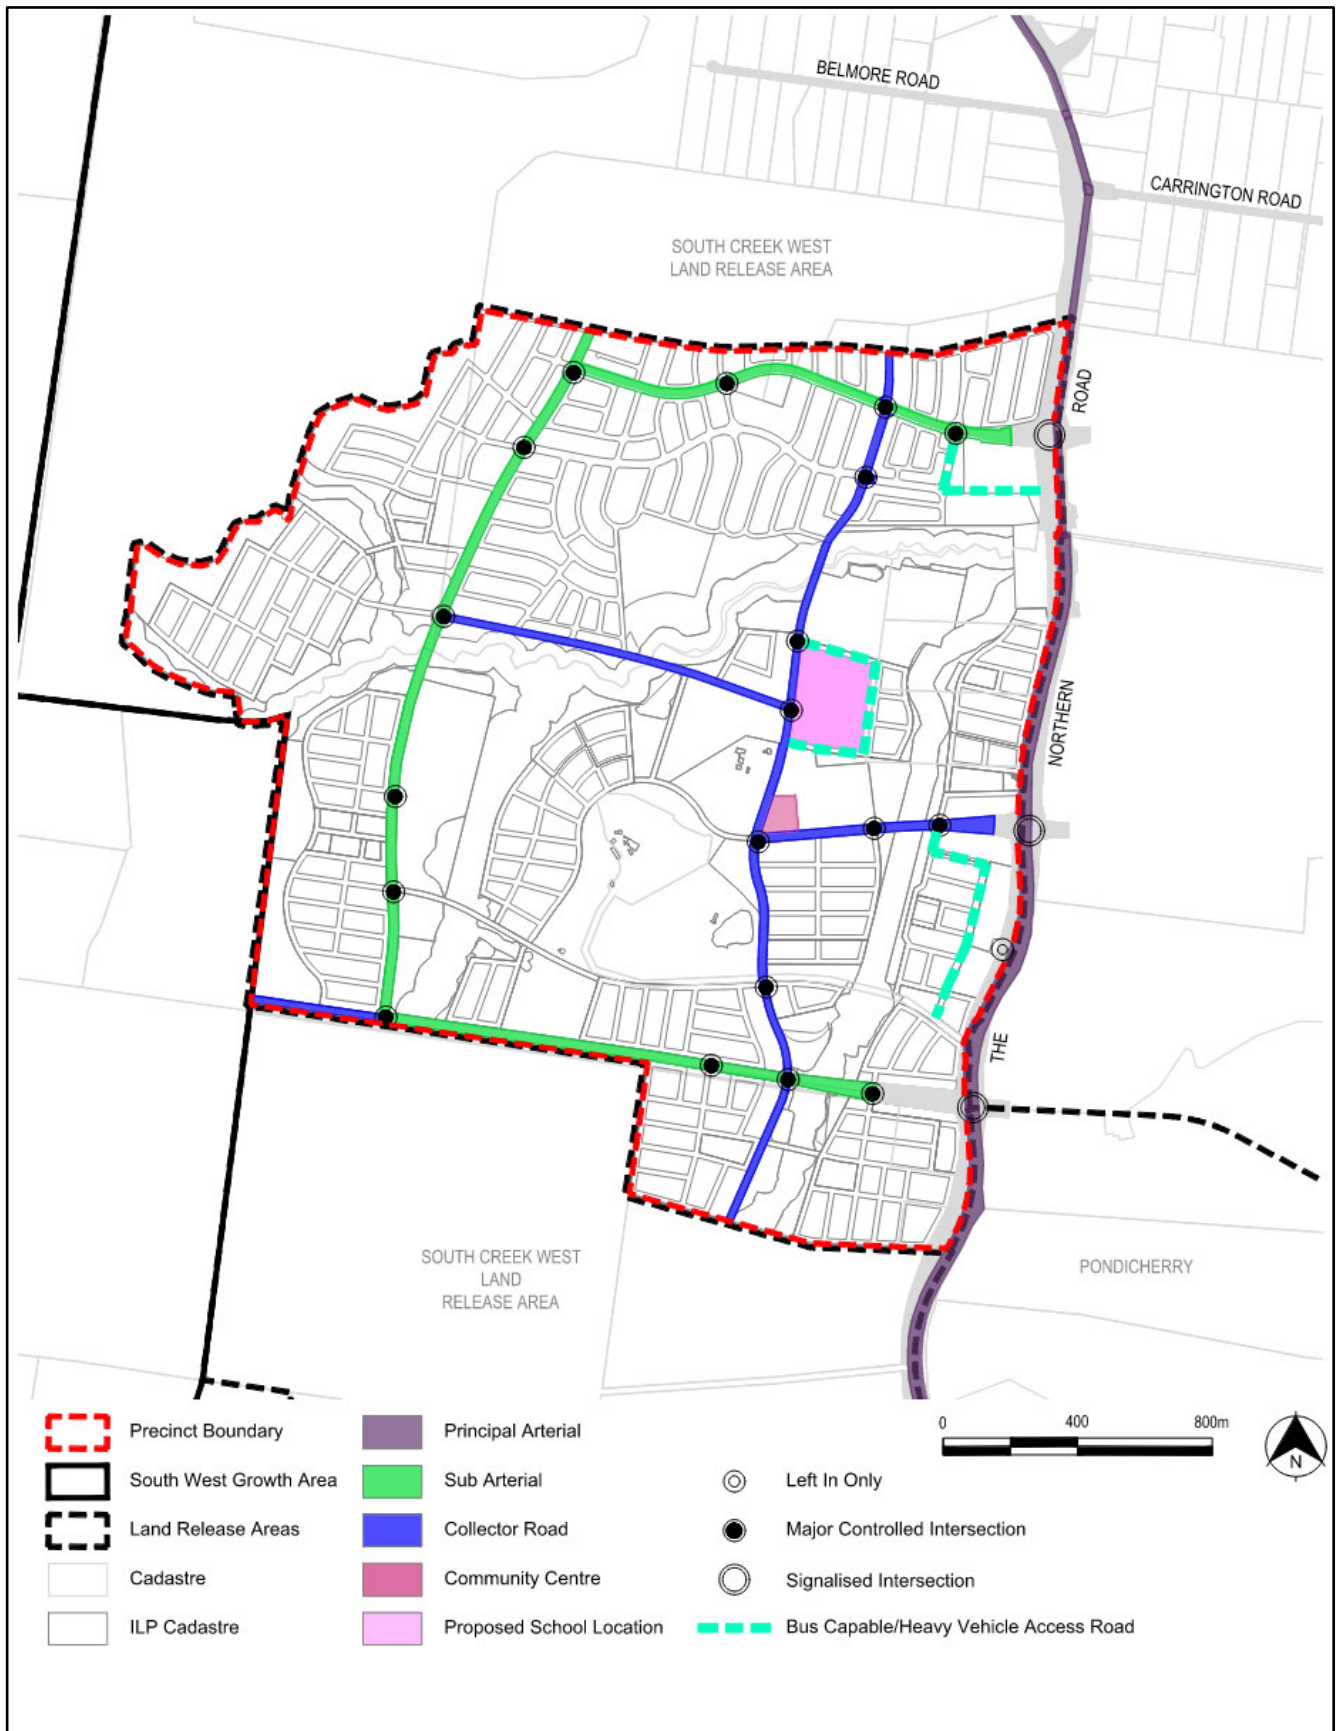 BELMORE ROAD
CARRINGTON ROAD
SOUTH CREEK WEST
LAND RELEASE AREA
ROAD
NORTHERN
THE
SOUTH CREEK WEST
LAND
RELEASE AREA
PONDICHERRY
Precinct Boundary
South West Growth Area
Land Release Areas
Cadastre
ILP Cadastre
Principal Arterial
Sub Arterial
Collector Road
Community Centre
Proposed School Location
0 400 800m
N
Left In Only
Major Controlled Intersection
Signalised Intersection
Bus Capable/Heavy Vehicle Access Road